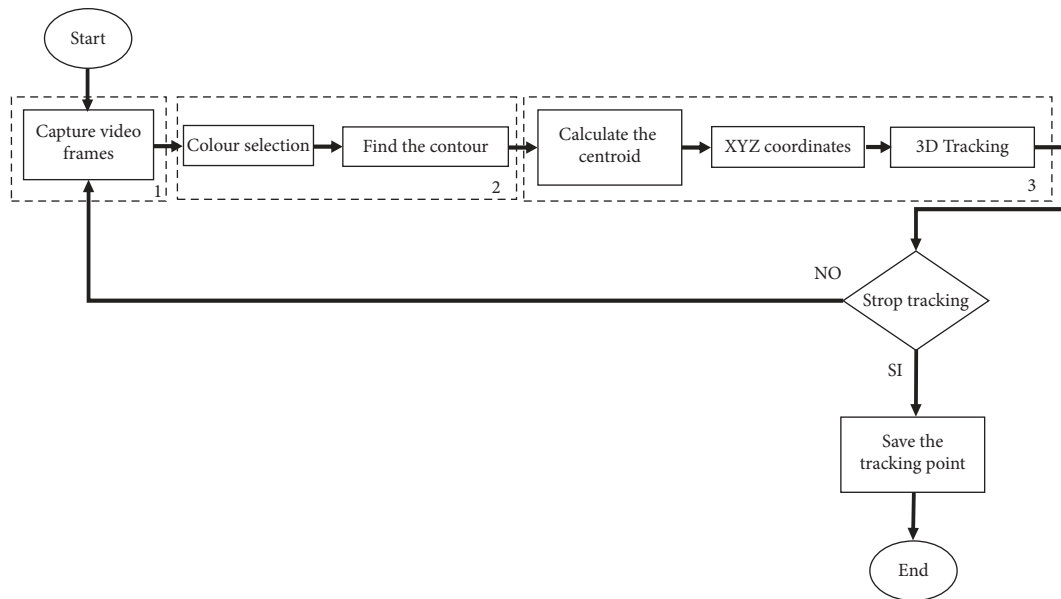 Start
Capture video
frames
1
Colour selection
Find the contour
2
Calculate the
centroid
XYZ coordinates
3D Tracking
3
NO
Strop tracking
SI
Save the
tracking point
End